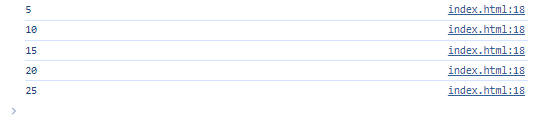 5 index.html:18
10 index.html:18
15 index.html:18
20 index.html:18
25 index.html:18
>